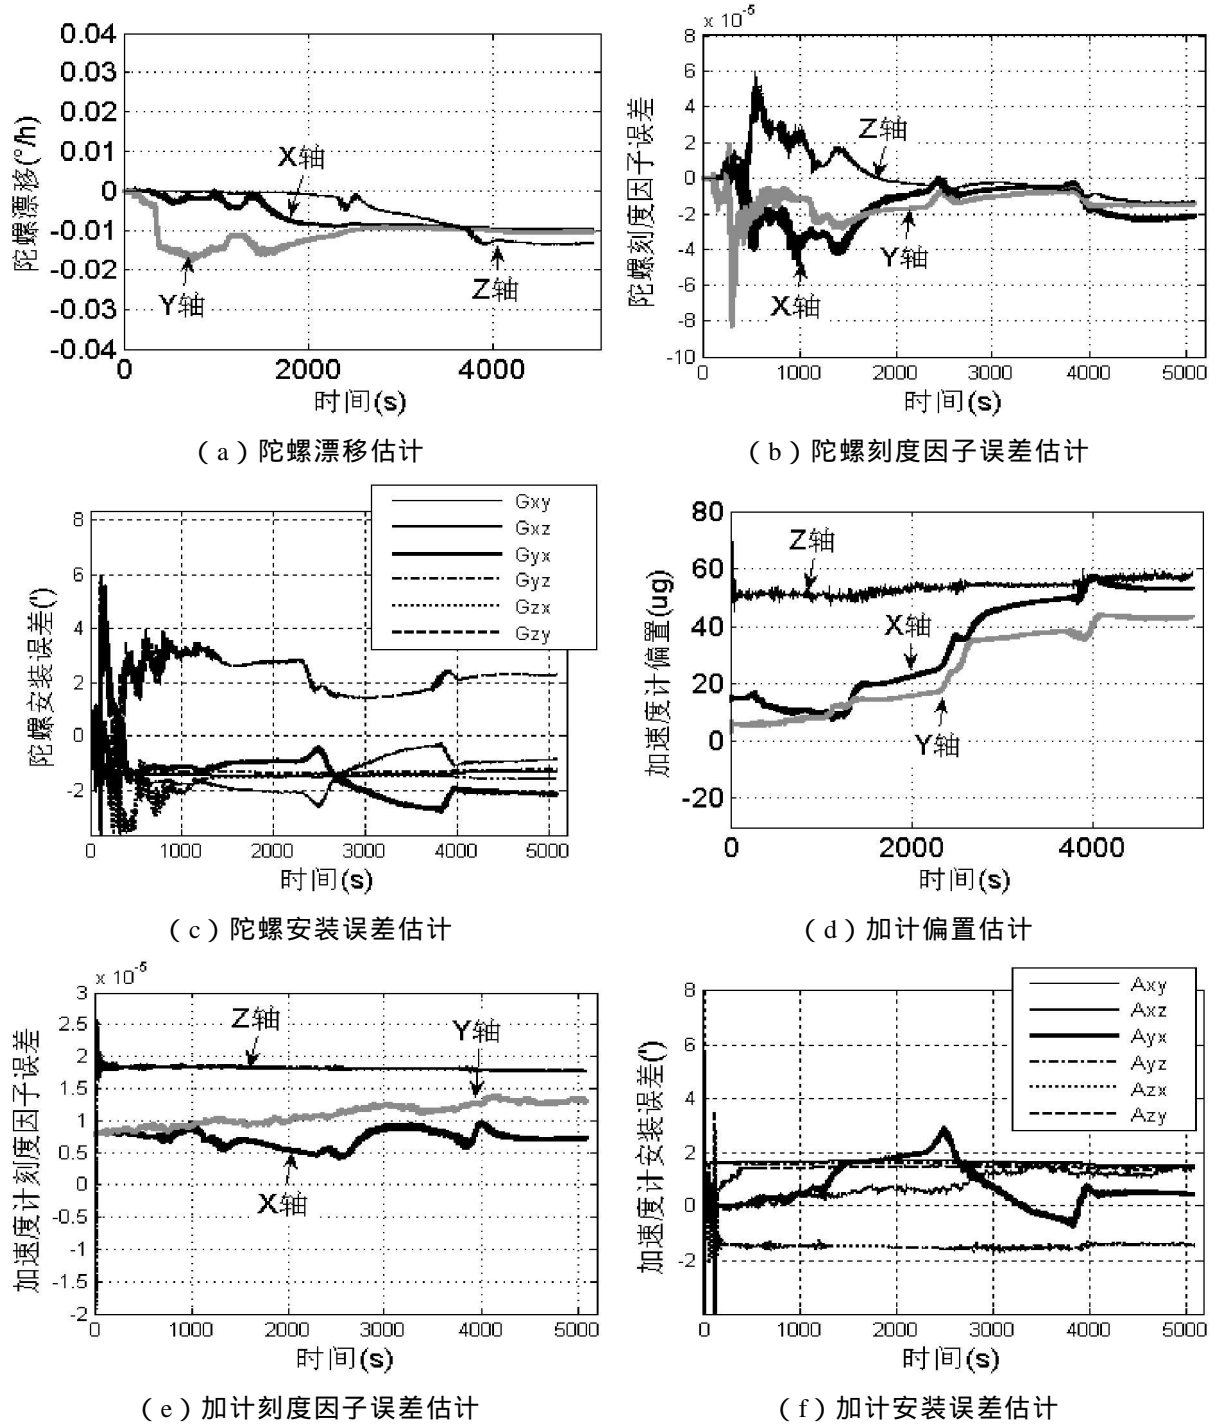 0.04
0.03
0.02
0.01
0
-0.01
-0.02
-0.03
-0.04
陀螺漂移(°/h)
X轴
Y轴
Z轴
0 2000 4000
时间(s)
(a)陀螺漂移估计
x 10⁻⁵
8
6
4
2
0
-2
-4
-6
-8
-10
陀螺刻度因子误差
Z轴
Y轴
X轴
0 1000 2000 3000 4000 5000
时间(s)
(b)陀螺刻度因子误差估计
8
6
4
2
0
-2
陀螺安装误差(')
Gxy
Gxz
Gyx
Gyz
Gzx
Gzy
0 1000 2000 3000 4000 5000
时间(s)
(c)陀螺安装误差估计
80
60
40
20
0
-20
加速度计偏置(ug)
Z轴
X轴
Y轴
0 2000 4000
时间(s)
(d)加计偏置估计
x 10⁻⁵
3
2.5
2
1.5
1
0.5
0
-0.5
-1
-1.5
-2
加速度计刻度因子误差
Z轴
Y轴
X轴
0 1000 2000 3000 4000 5000
时间(s)
(e)加计刻度因子误差估计
8
6
4
2
0
-2
加速度计安装误差(')
Axy
Axz
Ayx
Ayz
Azx
Azy
0 1000 2000 3000 4000 5000
时间(s)
(f)加计安装误差估计